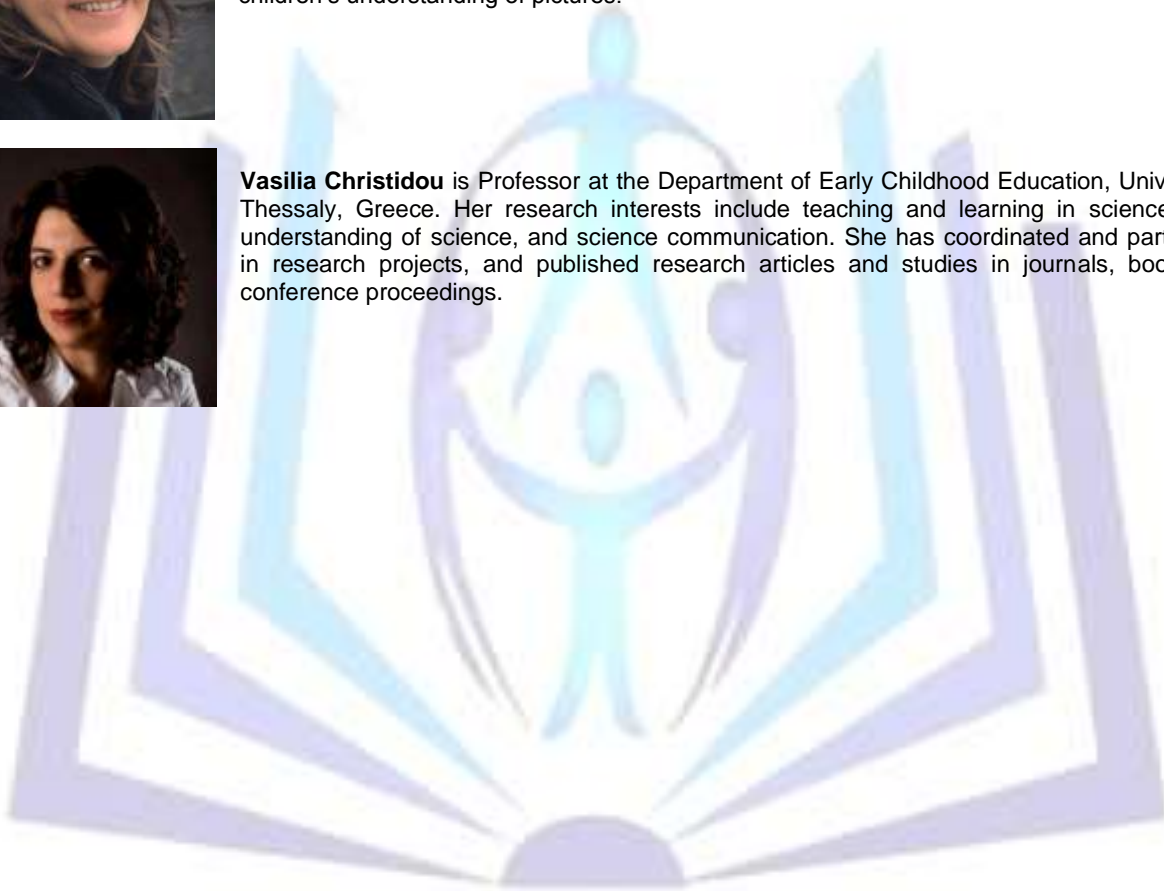 children's understanding of pictures.
Vasilia Christidou is Professor at the Department of Early Childhood Education, Univ
Thessaly, Greece. Her research interests include teaching and learning in science
understanding of science, and science communication. She has coordinated and part
in research projects, and published research articles and studies in journals, boo
conference proceedings.